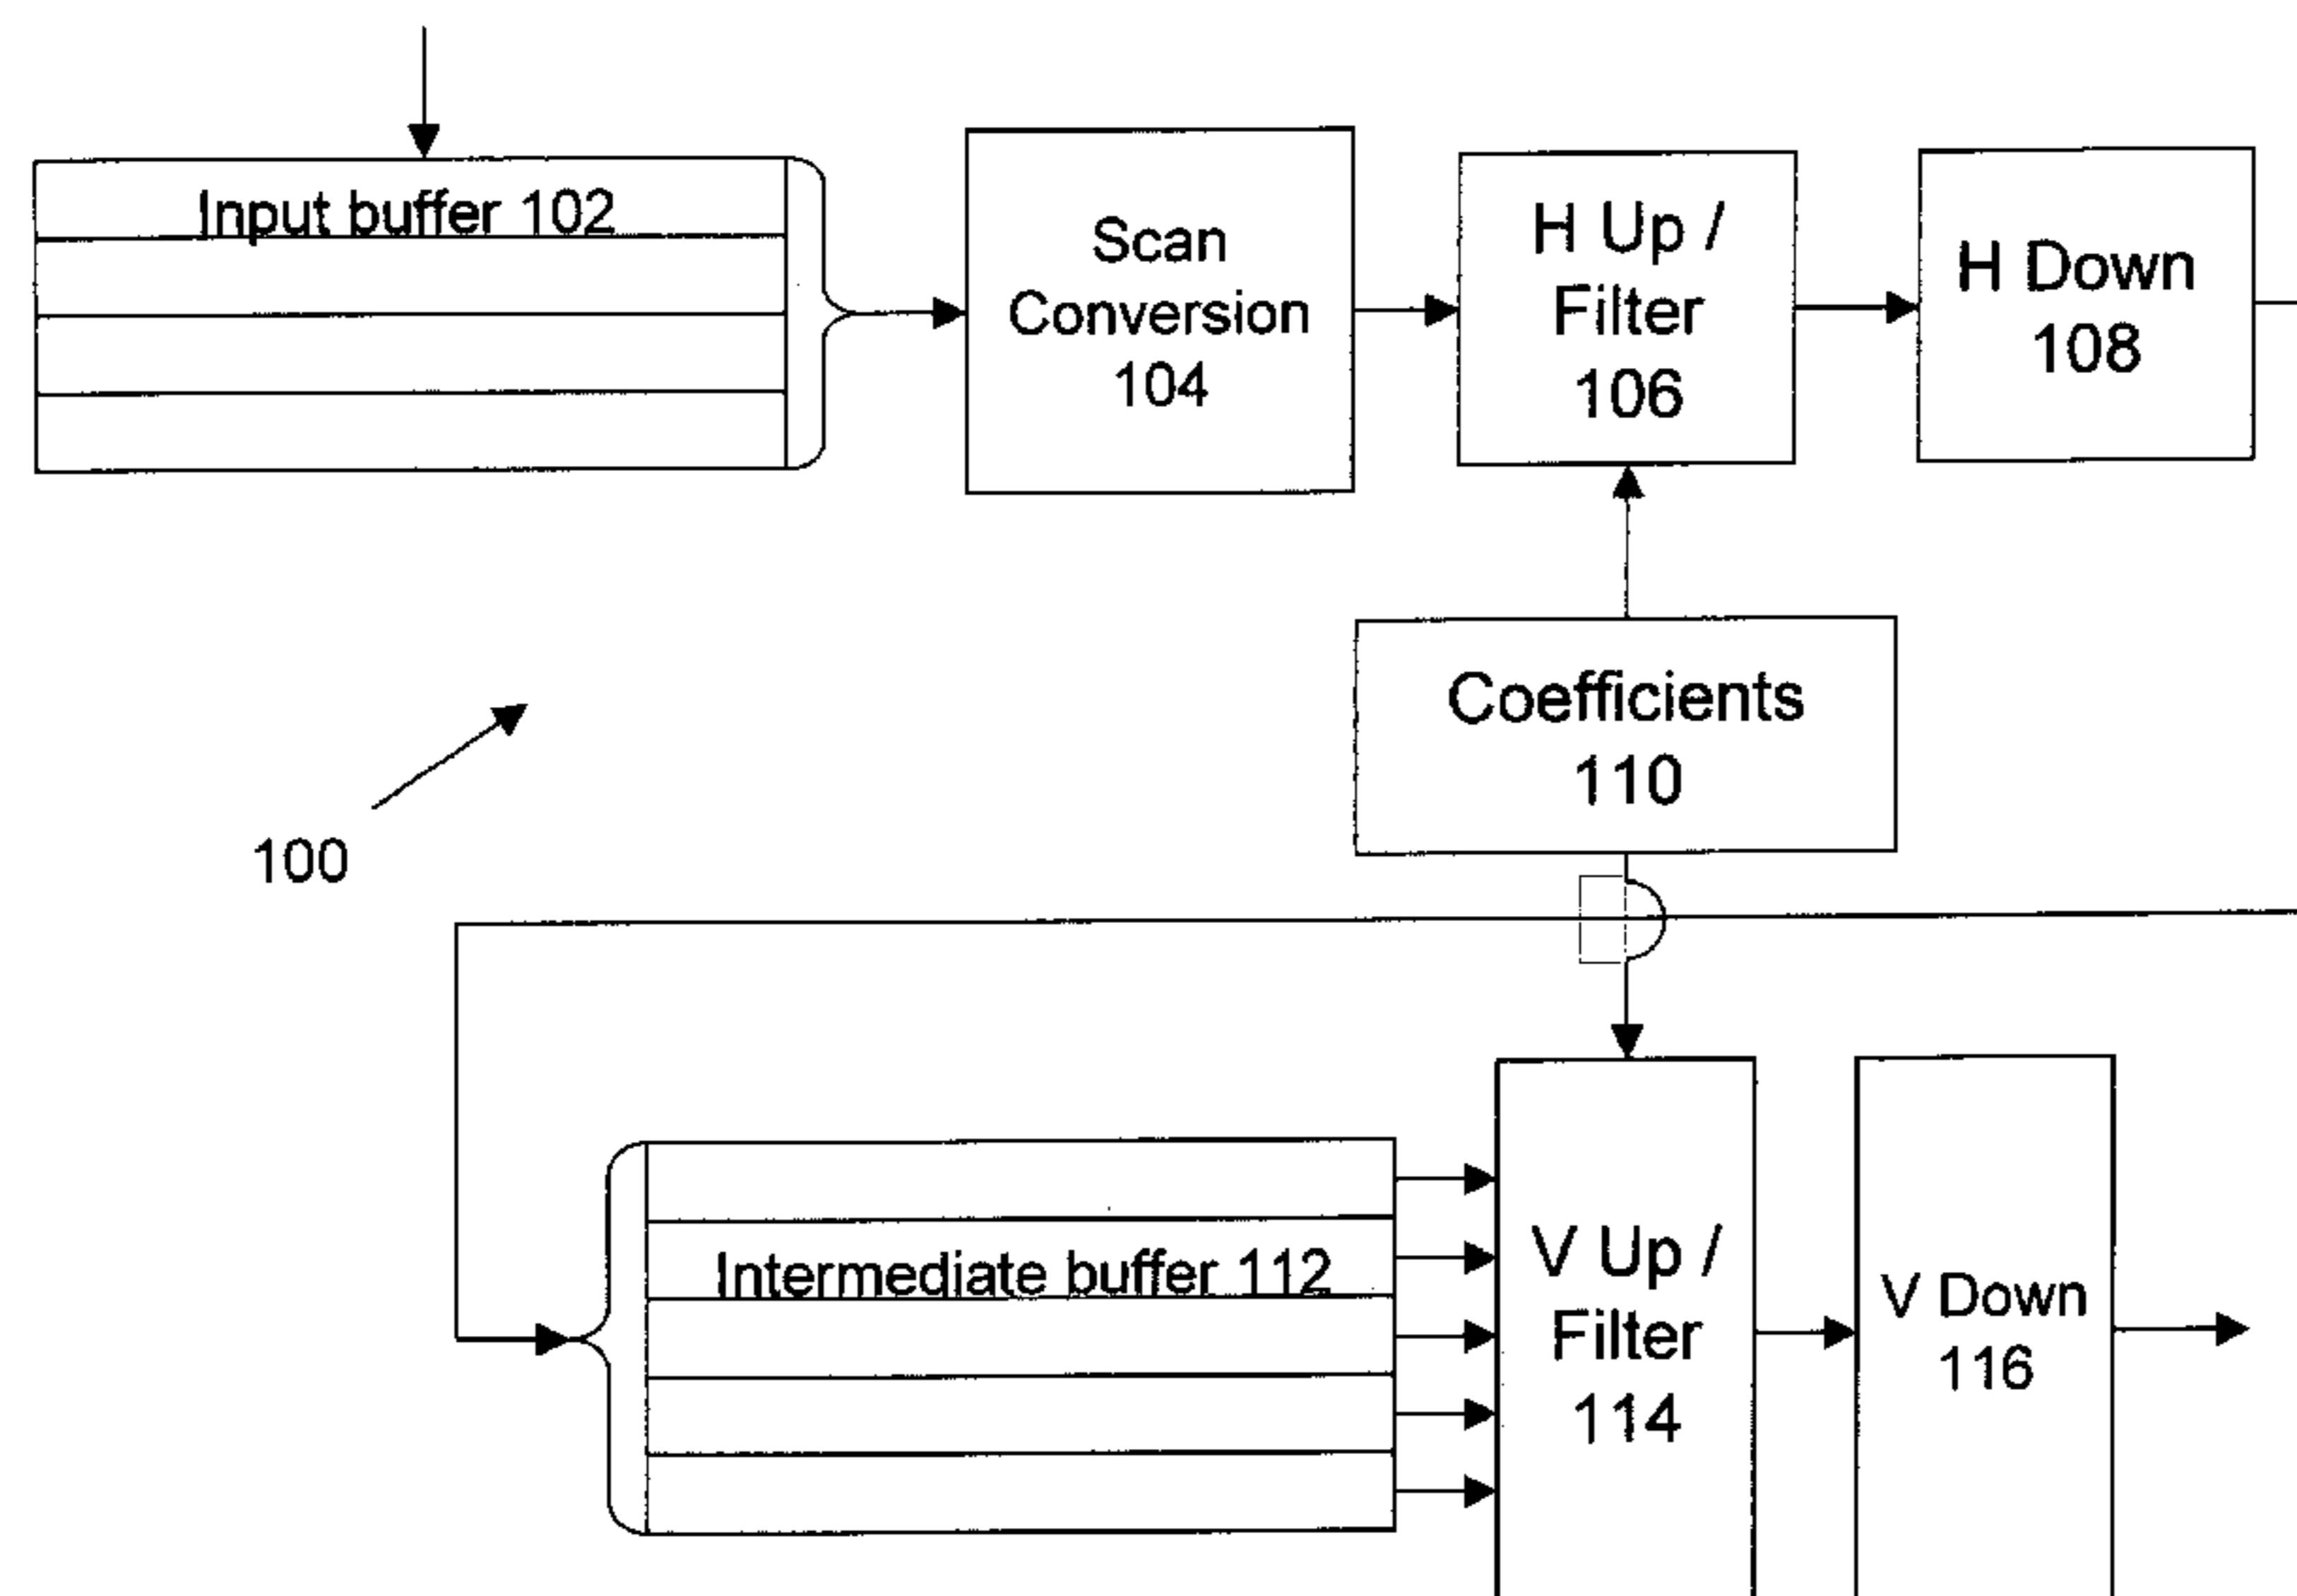 Input buffer 102
Scan
Conversion
104
H Up /
Filter
106
H Down
108
Coefficients
110
100
Intermediate buffer 112
V Up /
Filter
114
V Down
116